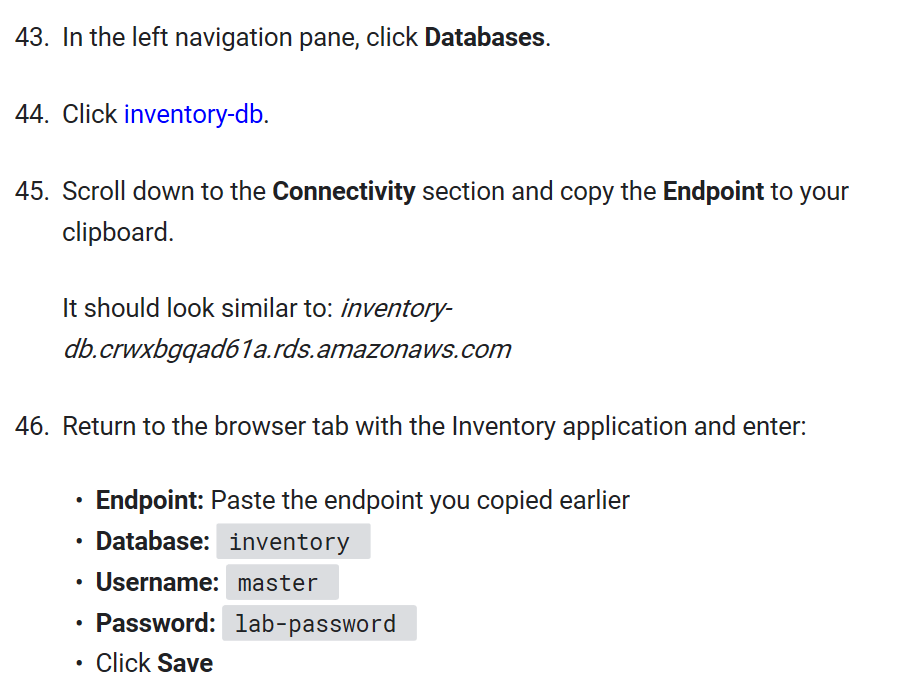 43. In the left navigation pane, click Databases.
44. Click inventory-db.
45. Scroll down to the Connectivity section and copy the Endpoint to your
clipboard.
It should look similar to: inventory-
db.crwxbgqad61a.rds.amazonaws.com
46. Return to the browser tab with the Inventory application and enter:
• Endpoint: Paste the endpoint you copied earlier
• Database: inventory
• Username: master
• Password: lab-password
• Click Save